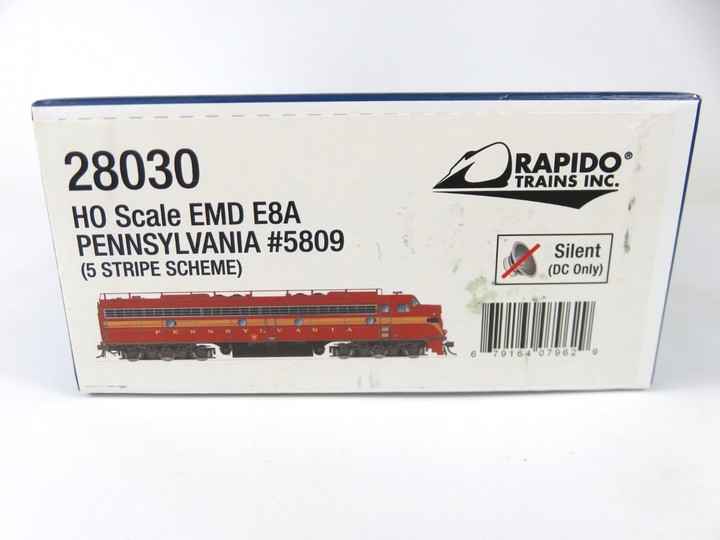 28030
HO Scale EMD E8A
PENNSYLVANIA #5809
(5 STRIPE SCHEME)
RAPIDO®
TRAINS INC.
Silent
(DC Only)
PENNSYLVANIA
6 79164 07962 9